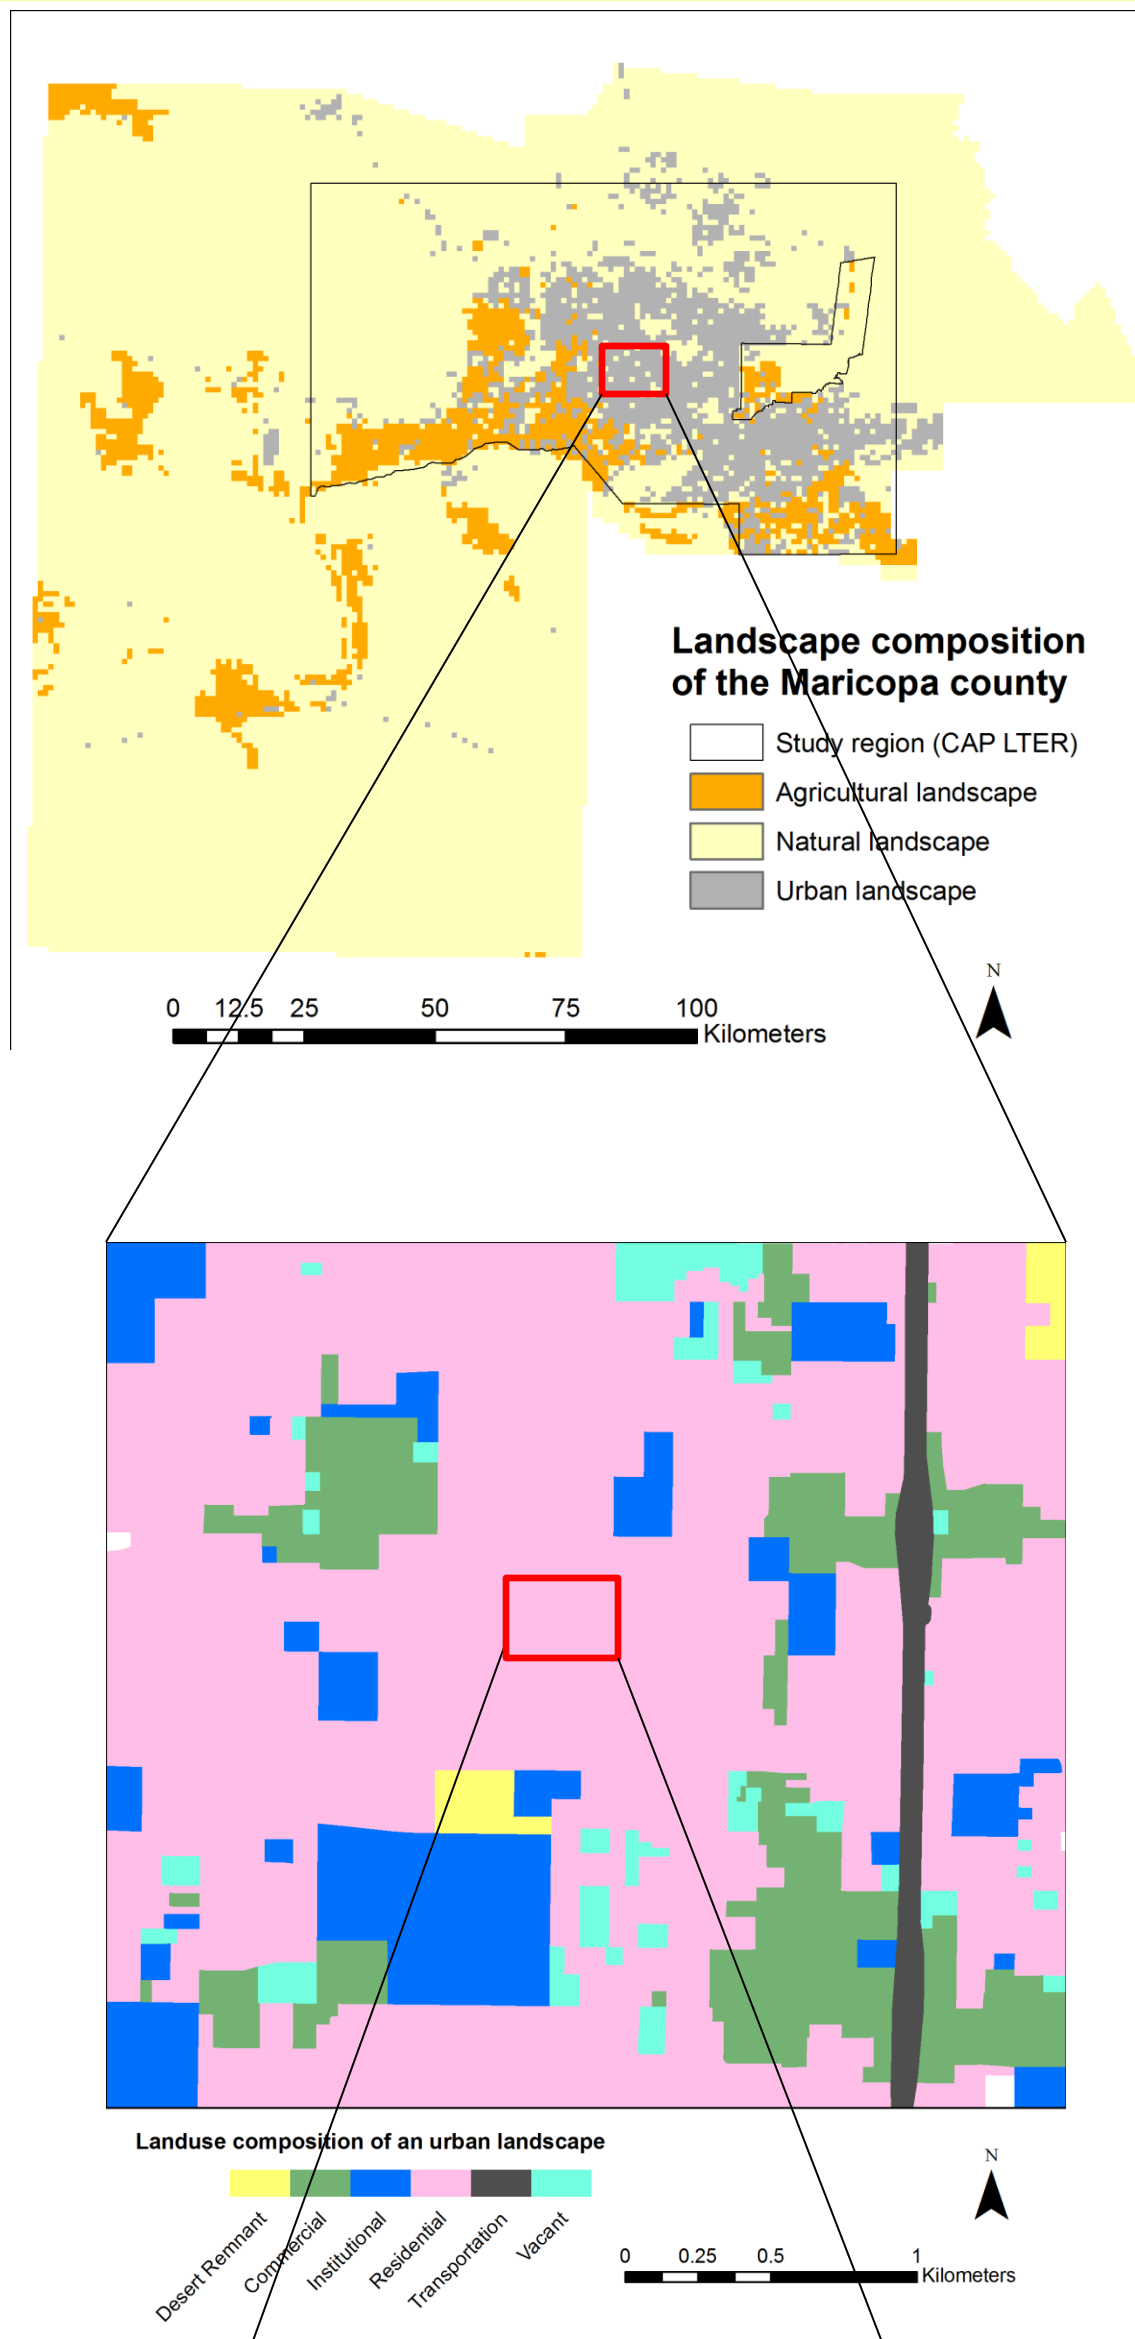 Landscape composition
of the Maricopa county
Study region (CAP LTER)
Agricultural landscape
Natural landscape
Urban landscape
N
0 12.5 25 50 75 100
Kilometers
Landuse composition of an urban landscape
N
Desert Remnant
Commercial
Institutional
Residential
Transportation
Vacant
0 0.25 0.5 1
Kilometers